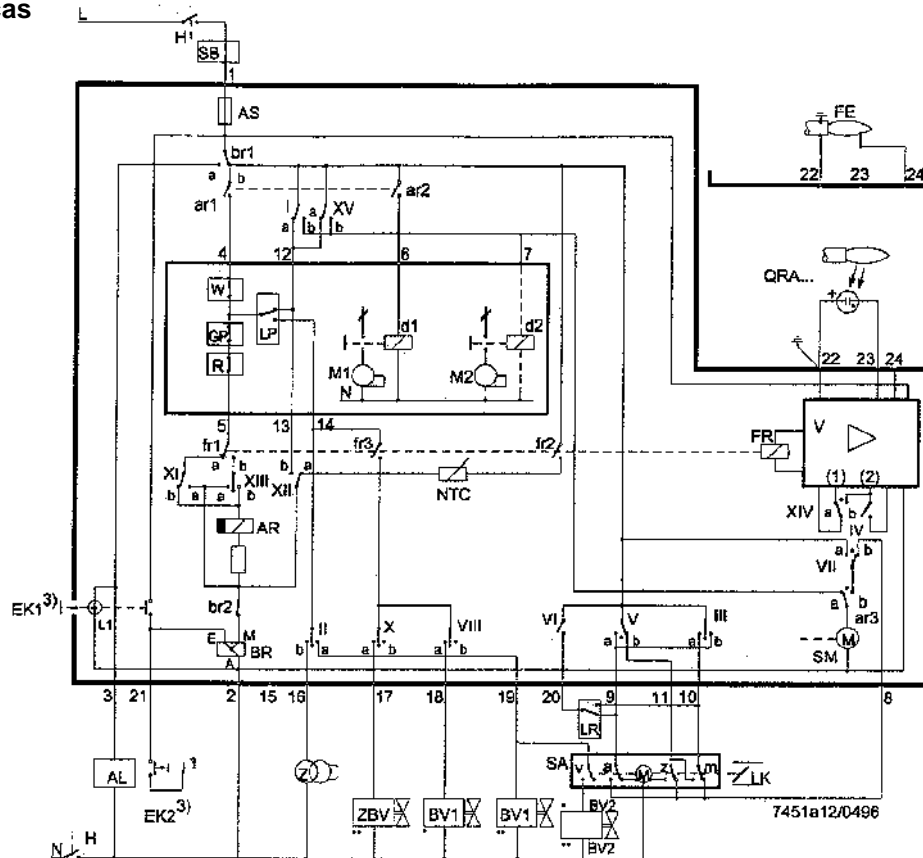 cas
L
H¹
SB
1
AS
FE
22 23 24
br1
a b
ar1
ar2
I
a
XV
a b b
4 12 6 7
W
LP
GP
R
d1
d2
M1
N
M2
QRA...
+
22 23 24
V
FR
(1) (2)
5 13 14
fr1
a
fr3
fr2
XI
b a a b
XIII
b a
XII
NTC
XIV
a b
IV
AR
a b
VII
EK1³⁾
L1
br2
a b
ar3
E M
BR
A
II
b a
X
a b
VIII
a b
VI
V
a b
III
a b
M
SM
3 21 2 15 16 17 18 19 20 9 11 10 8
LR
SA
v a M z m
LK
AL
EK2³⁾
Z
ZBV
BV1
BV1
BV2
BV2
7451a12/0496
N H